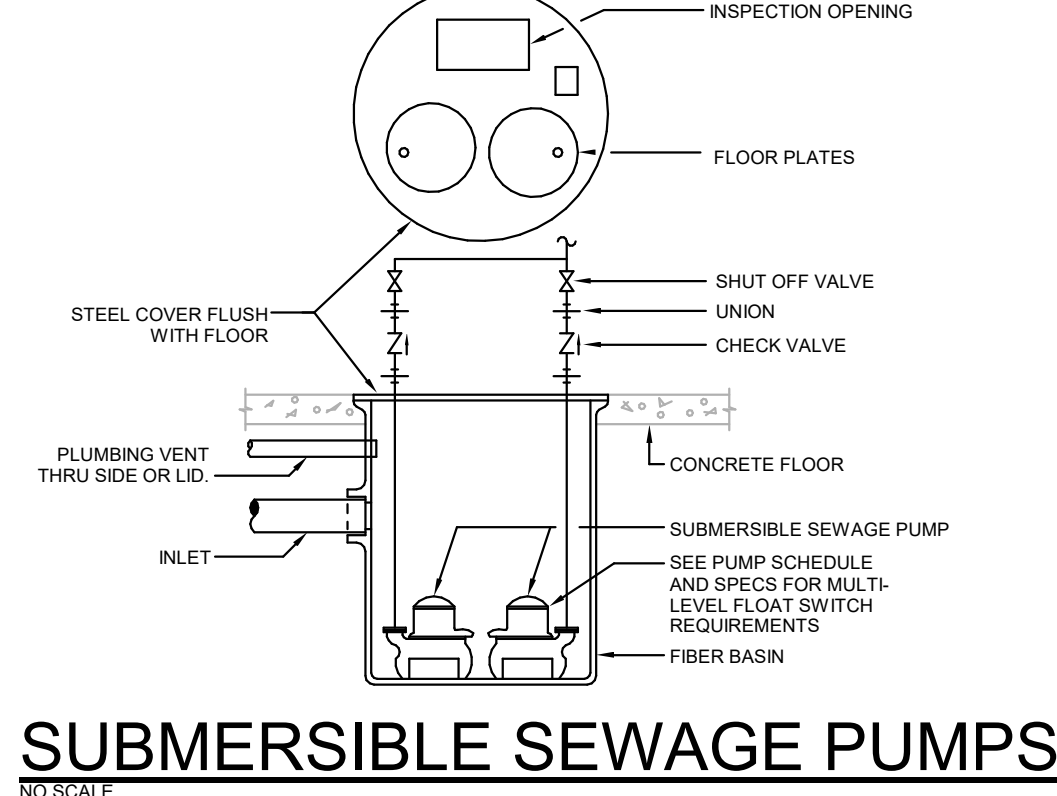 INSPECTION OPENING
FLOOR PLATES
SHUT OFF VALVE
STEEL COVER FLUSH
WITH FLOOR
UNION
CHECK VALVE
PLUMBING VENT
THRU SIDE OR LID.
CONCRETE FLOOR
INLET
SUBMERSIBLE SEWAGE PUMP
SEE PUMP SCHEDULE
AND SPECS FOR MULTI-
LEVEL FLOAT SWITCH
REQUIREMENTS
FIBER BASIN
SUBMERSIBLE SEWAGE PUMPS
NO SCALE